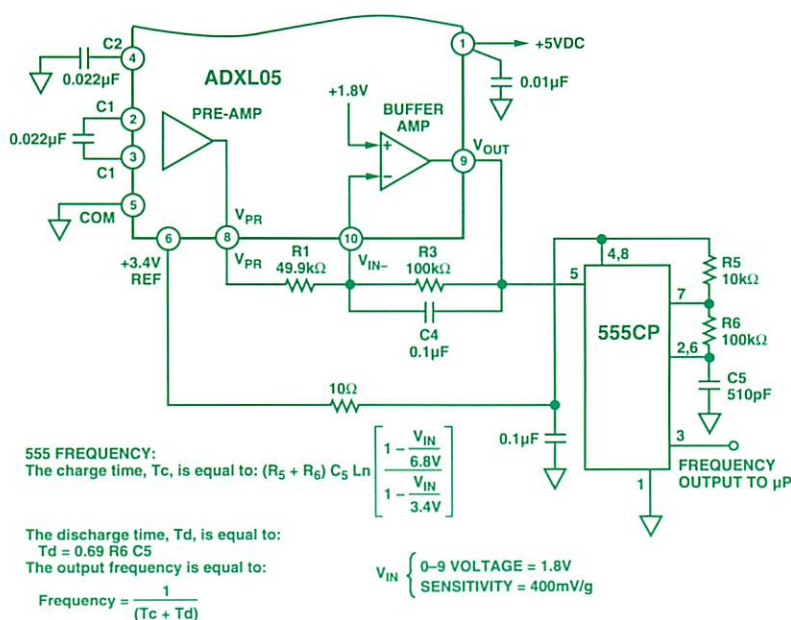 C2
4
1
+5VDC
0.022µF
ADXL05
0.01µF
C1
2
+1.8V
BUFFER
AMP
PRE-AMP
0.022µF
3
C1
+
−
9
VOUT
5
COM
VPR
6
8
10
+3.4V
REF
VPR
R1
49.9kΩ
VIN–
R3
100kΩ
C4
0.1µF
5
4,8
R5
10kΩ
7
555CP
R6
100kΩ
2,6
C5
510pF
10Ω
0.1µF
3
1
FREQUENCY
OUTPUT TO µP
555 FREQUENCY:
The charge time, Tc, is equal to: (R5 + R6) C5 Ln [ 1 – VIN/6.8V / 1 – VIN/3.4V ]
The discharge time, Td, is equal to:
Td = 0.69 R6 C5
The output frequency is equal to:
Frequency = 1 / (Tc + Td)
VIN { 0–9 VOLTAGE = 1.8V
SENSITIVITY = 400mV/g